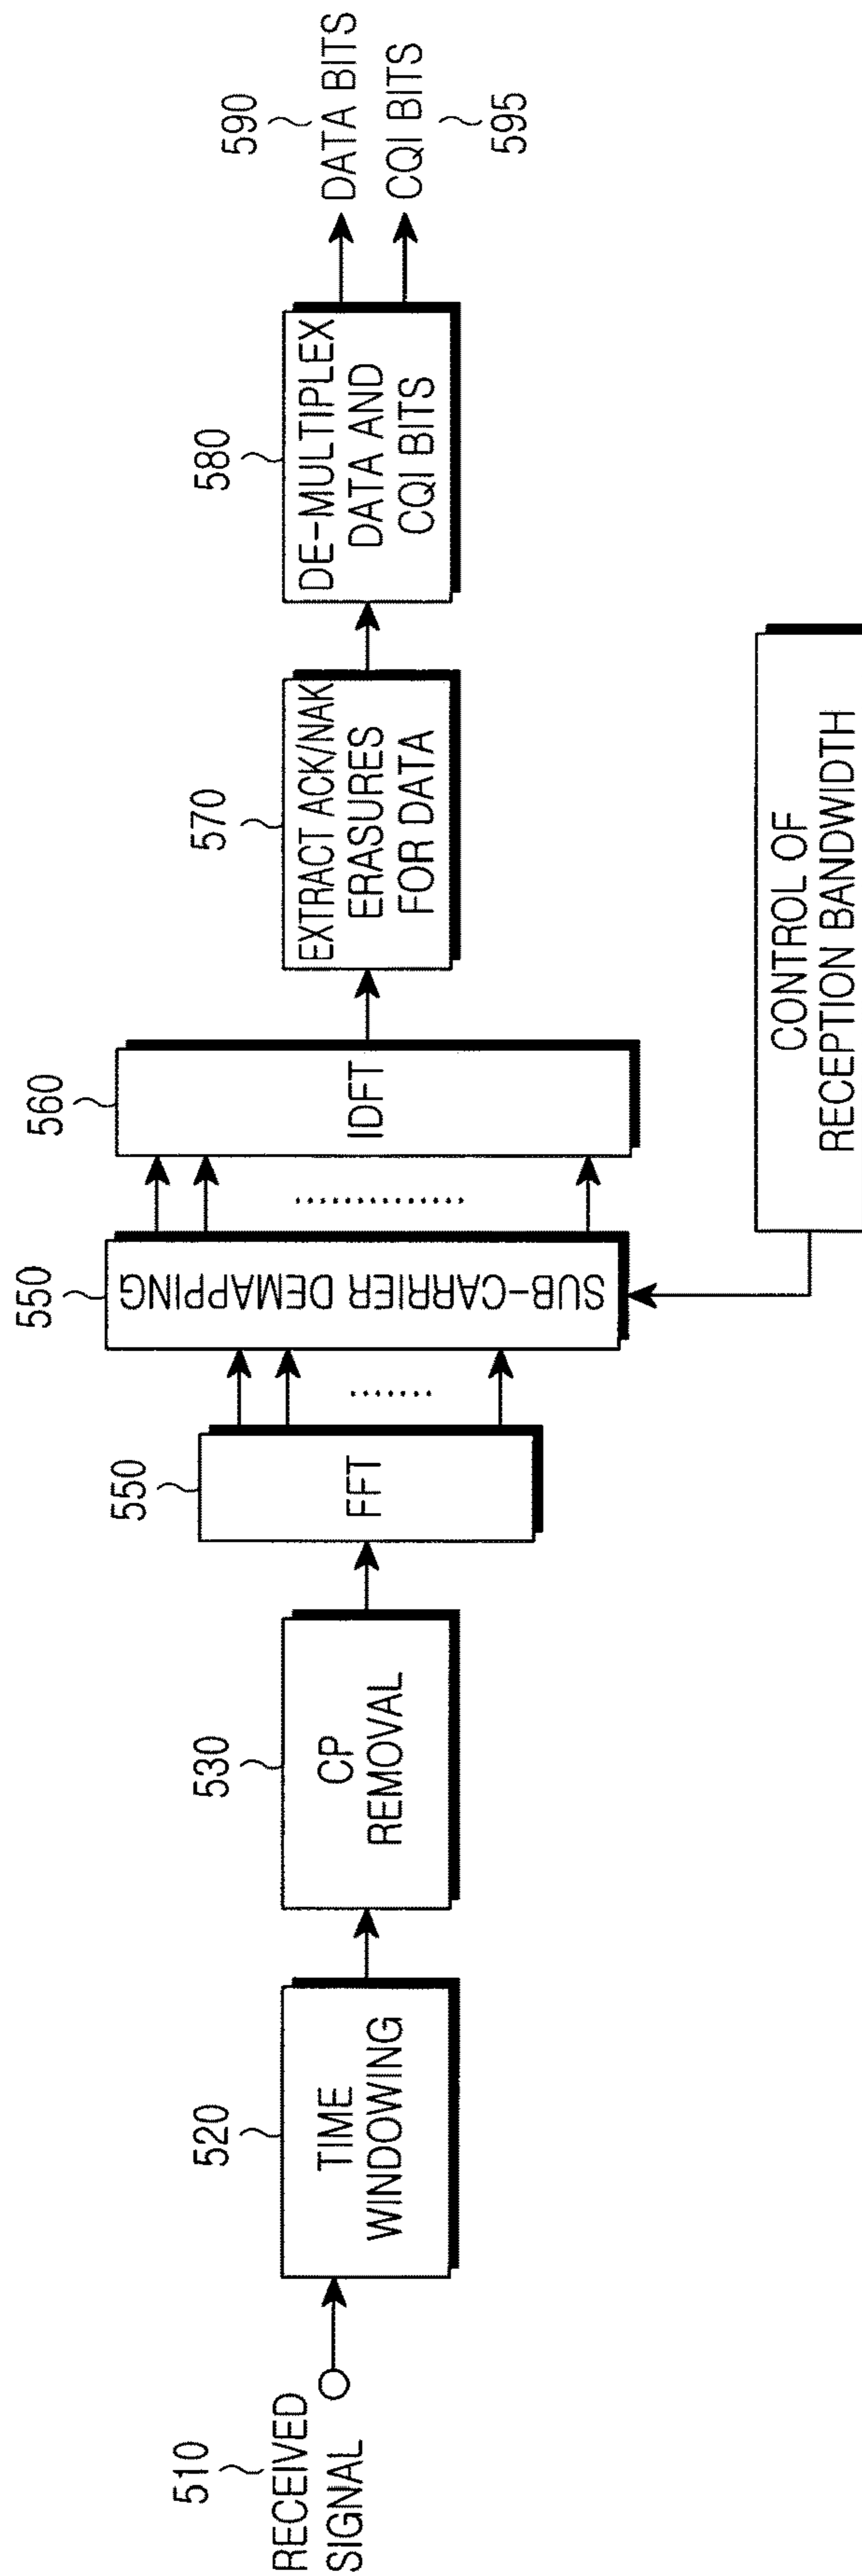 510
RECEIVED
SIGNAL
520
TIME
WINDOWING
530
CP
REMOVAL
550
FFT
550
SUB-CARRIER DEMAPPING
560
IDFT
570
EXTRACT ACK/NAK
ERASURES
FOR DATA
580
DE-MULTIPLEX
DATA AND
CQI BITS
590
DATA BITS
CQI BITS
595
CONTROL OF
RECEPTION BANDWIDTH